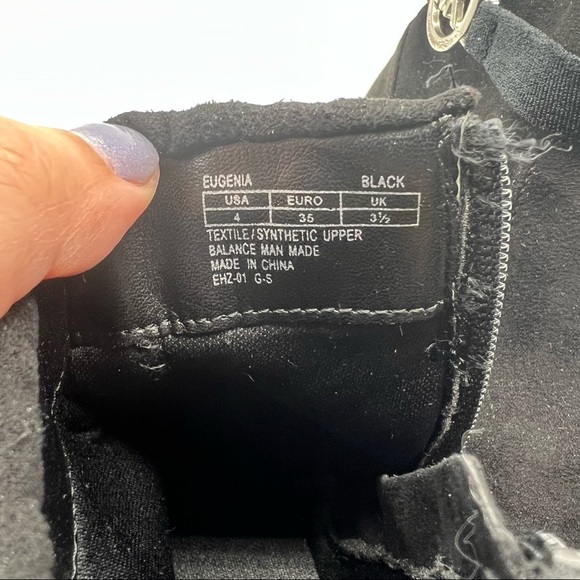 EUGENIA BLACK
USA EURO UK
4 35 3½
TEXTILE/SYNTHETIC UPPER
BALANCE MAN MADE
MADE IN CHINA
EHZ-01 G-S